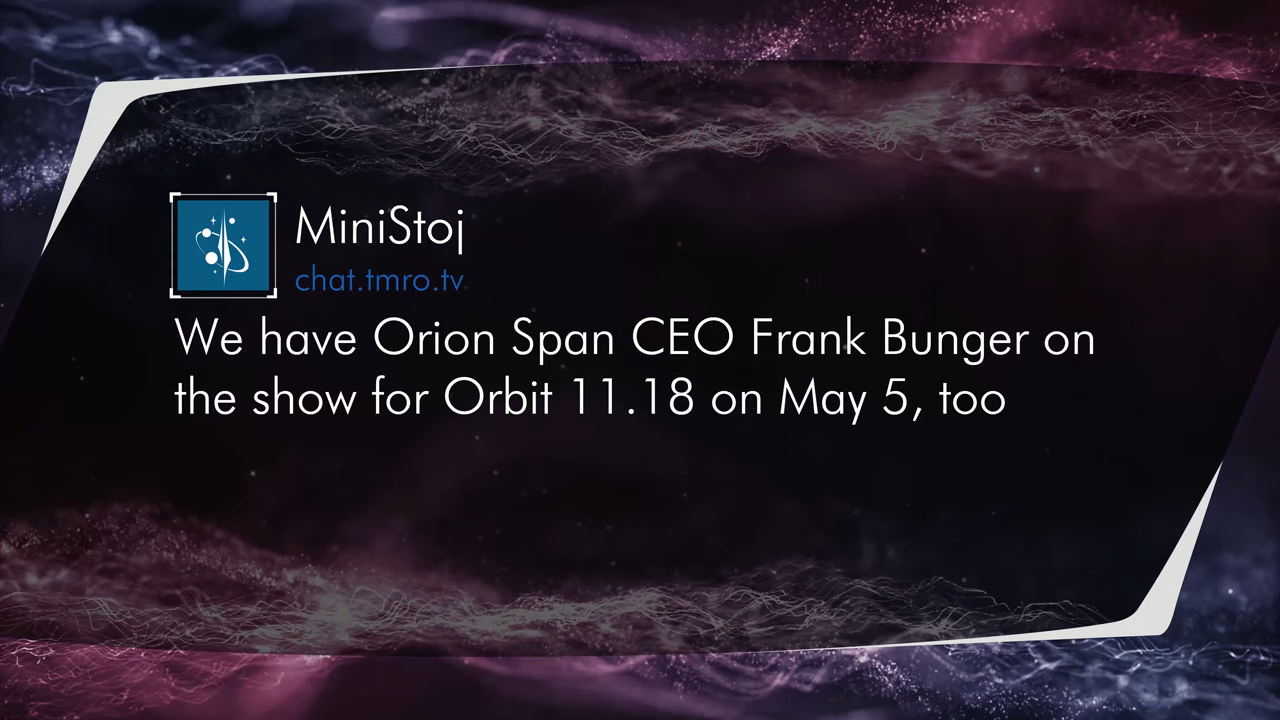 MiniStoj
chat.tmro.tv
We have Orion Span CEO Frank Bunger on
the show for Orbit 11.18 on May 5, too